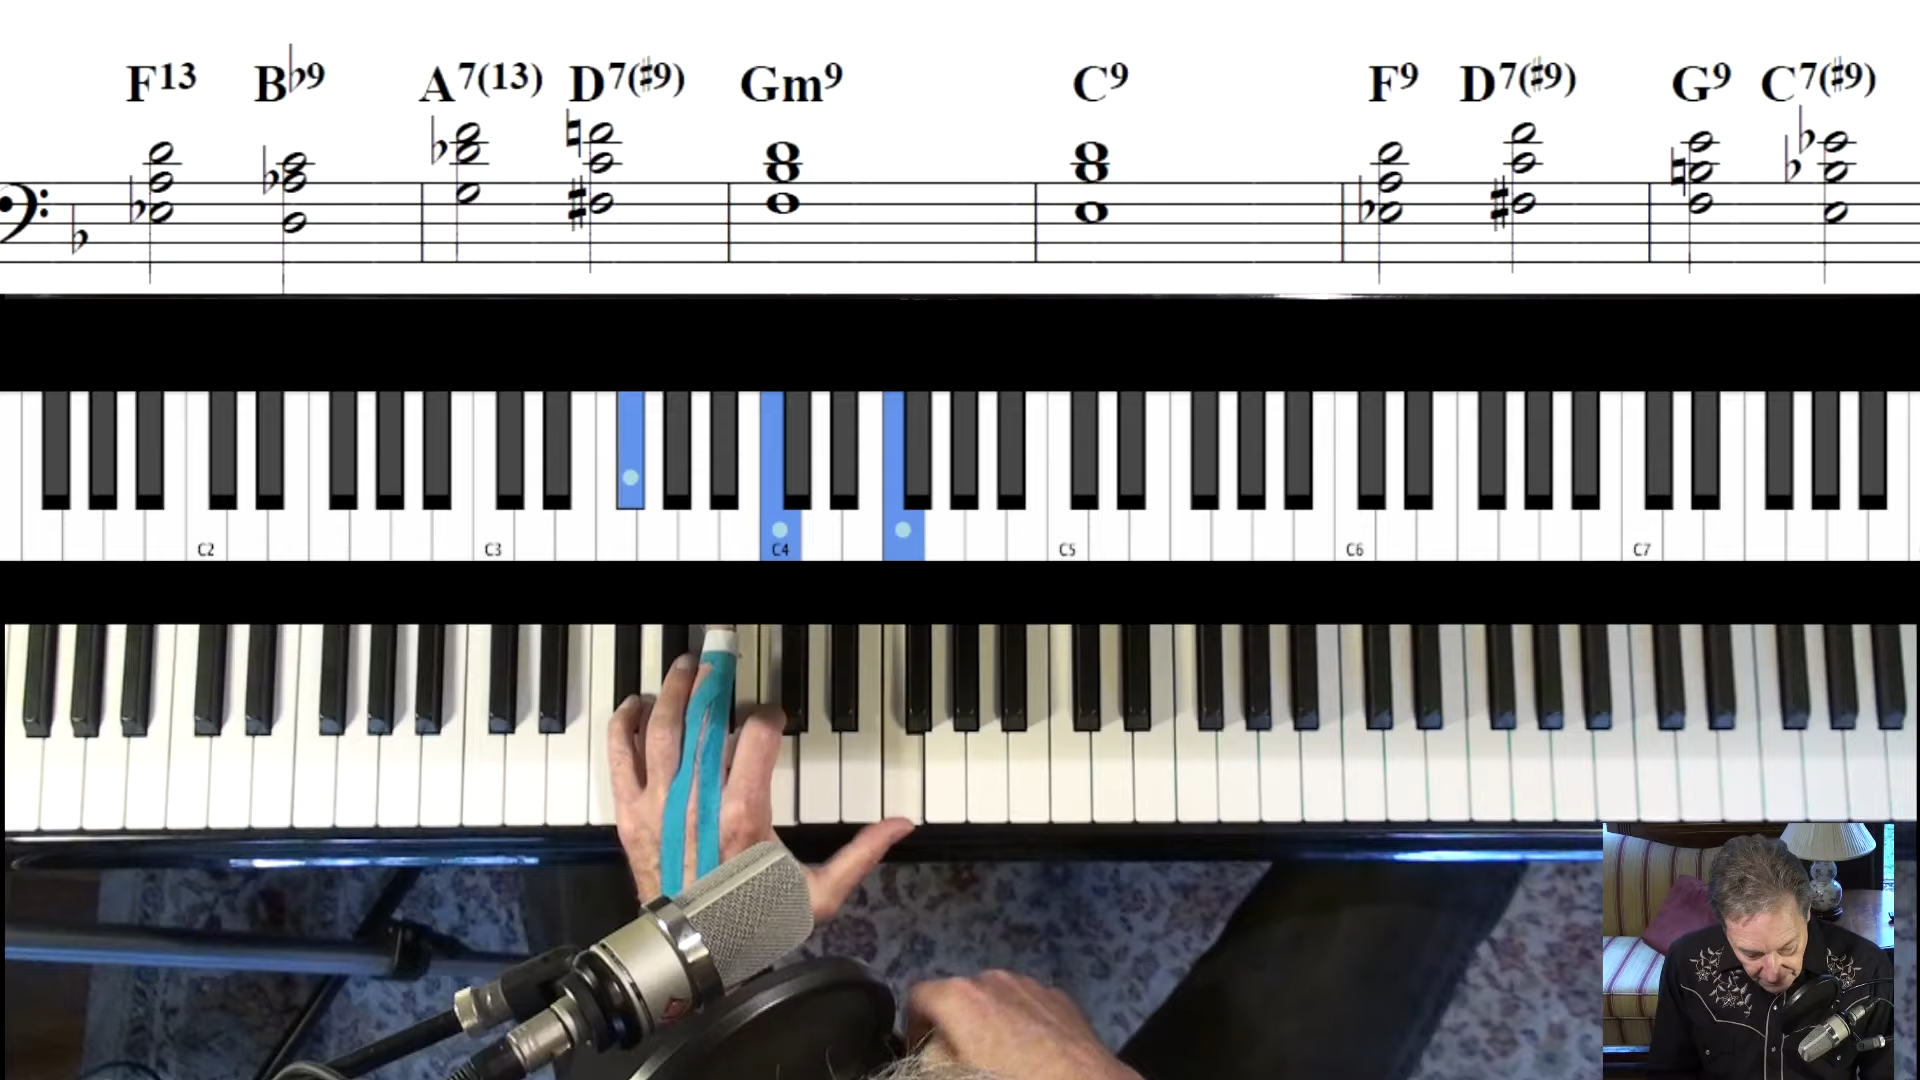 F13 B♭9 A7(13) D7(♯9) Gm9 C9 F9 D7(♯9) G9 C7(♯9)
C2 C3 C4 C5 C6 C7